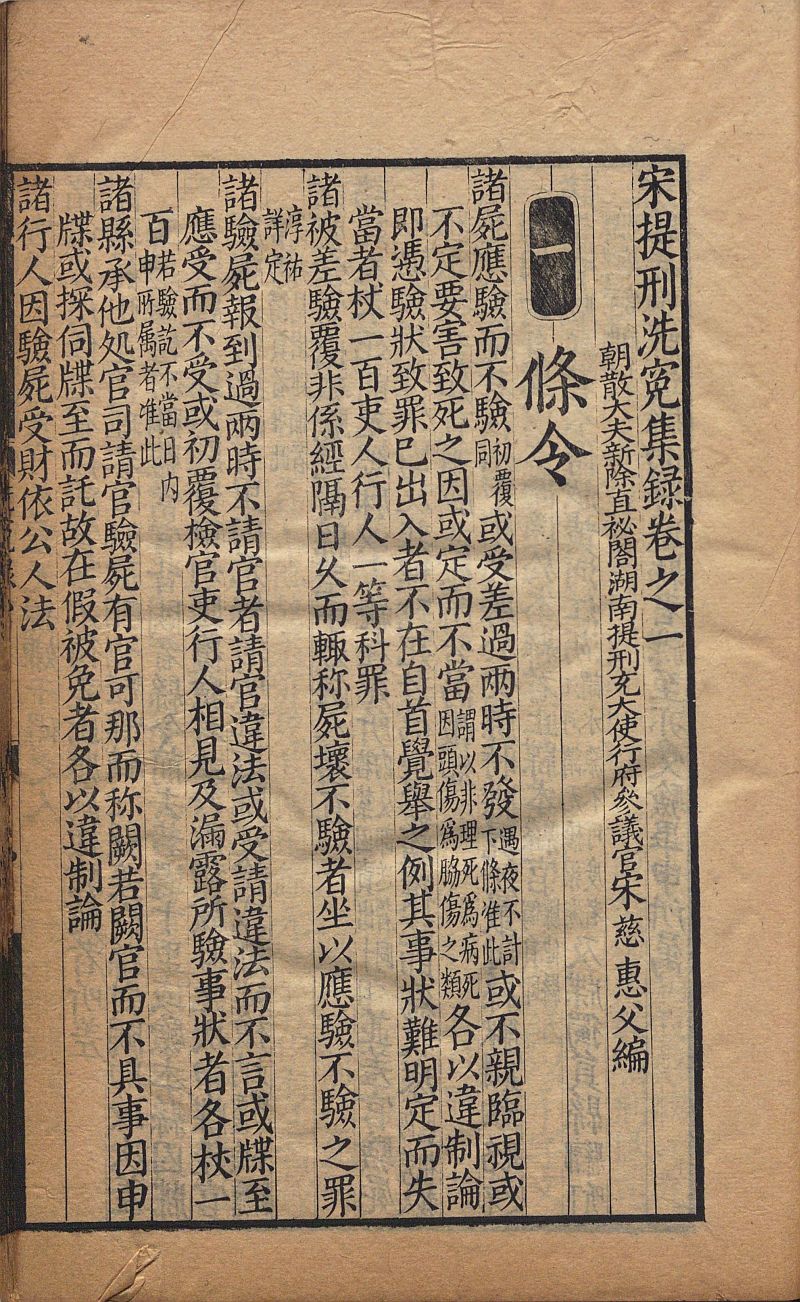 宋提刑洗冤集録卷之一
朝散大夫新除直祕閣湖南提刑充大使行府參議官宋慈惠父編
一條令
諸屍應驗而不驗初覆同或受差過兩時不發遇夜不計下條准此或不親臨視或
不定要害致死之因或定而不當謂以非理死爲病死因頭傷爲脇傷之類各以違制論
即憑驗狀致罪已出入者不在自首覺舉之例其事狀難明定而失
當者杖一百吏人行人一等科罪
諸被差驗覆非係經隔日久而輙称屍壞不驗者坐以應驗不驗之罪
淳祐詳定
諸驗屍報到過兩時不請官者請官違法或受請違法而不言或牒至
應受而不受或初覆檢官吏行人相見及漏露所驗事狀者各杖一
百若驗訖不當日内申所属者准此
諸縣承他処官司請官驗屍有官可那而称闕若闕官而不具事因申
牒或探伺牒至而託故在假被免者各以違制論
諸行人因驗屍受財依公人法